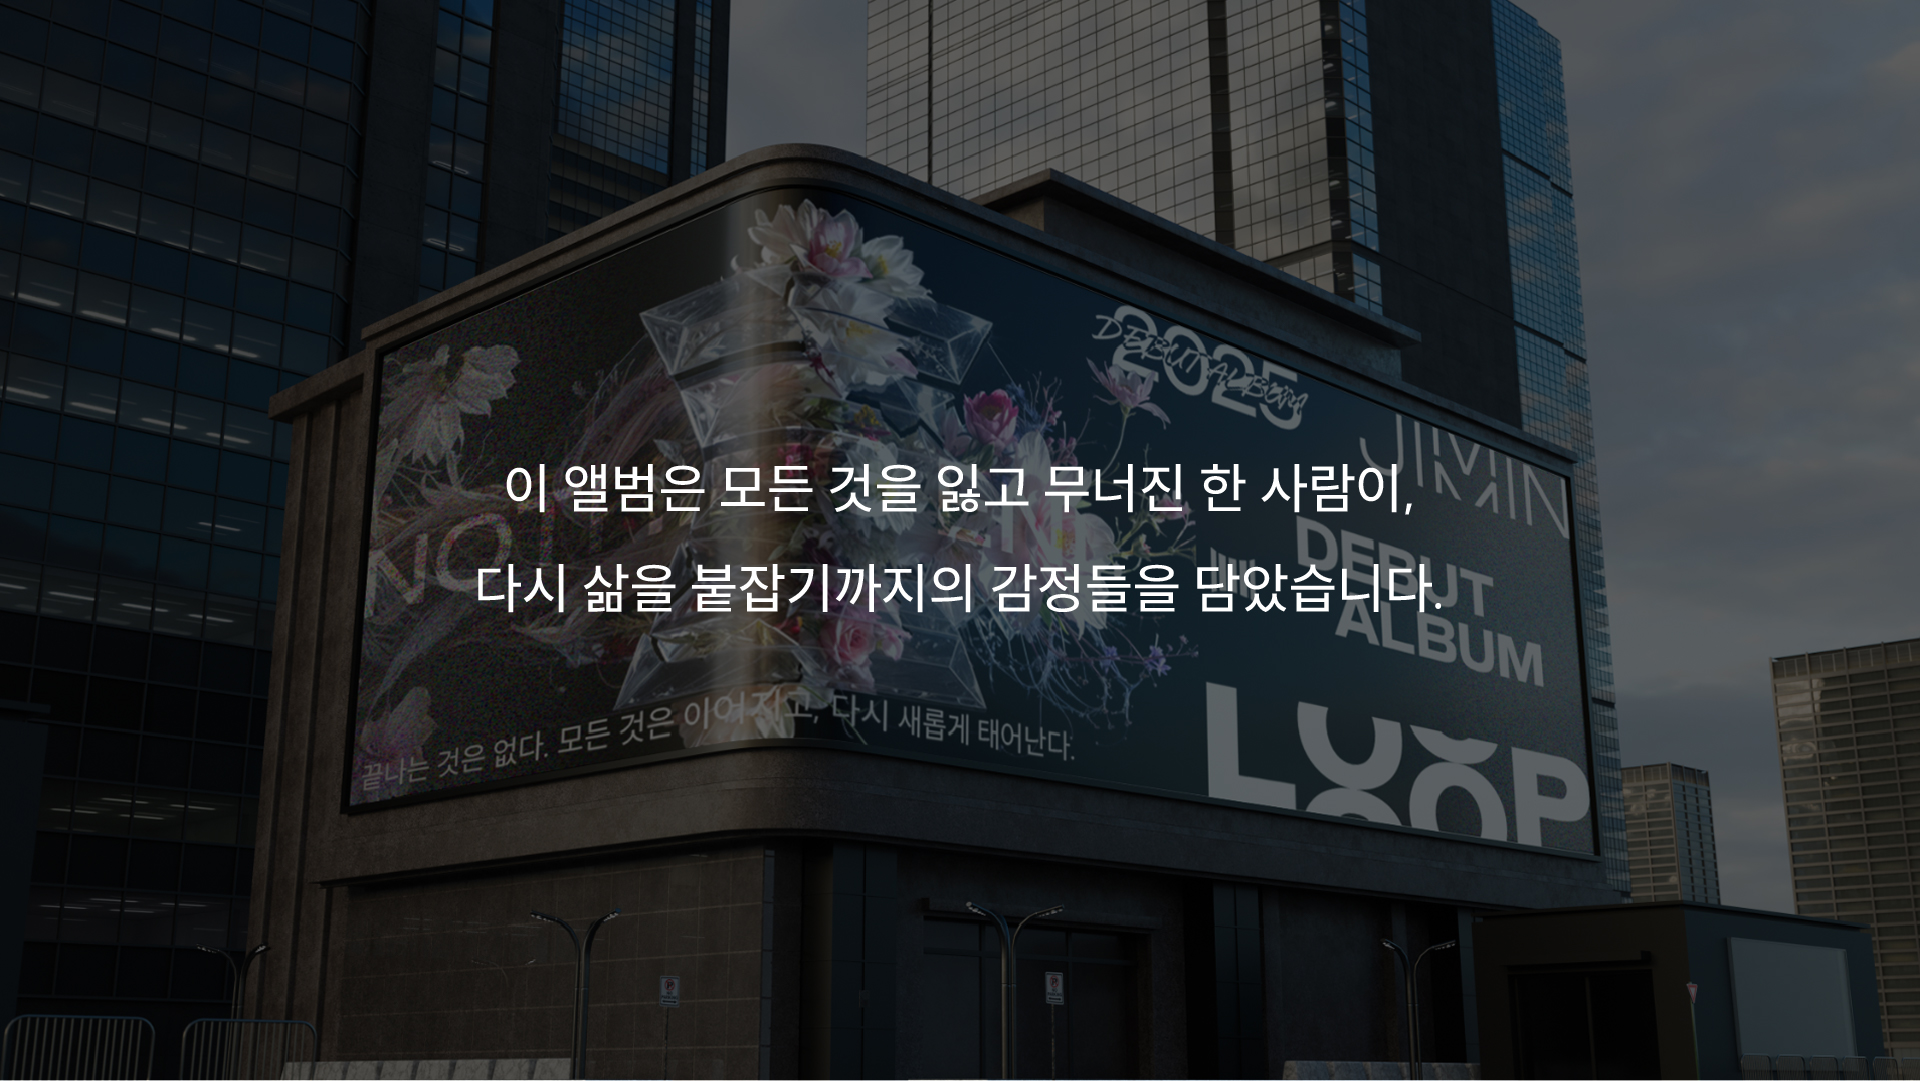 이 앨범은 모든 것을 잃고 무너진 한 사람이,
다시 삶을 붙잡기까지의 감정들을 담았습니다.
2025
DEBUT ALBUM
JIMIN
DEBUT
ALBUM
LOOP
끝나는 것은 없다. 모든 것은 이어지고, 다시 새롭게 태어난다.